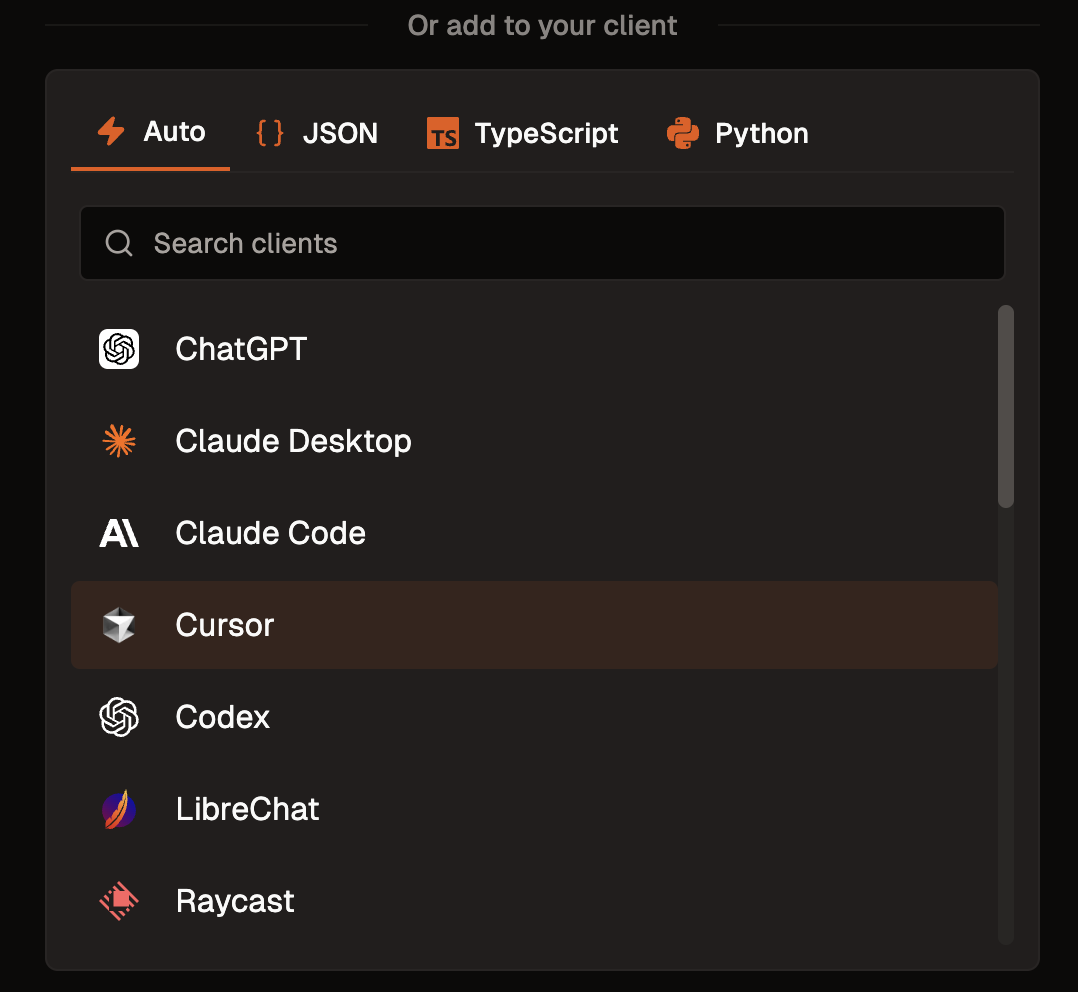 Or add to your client
Auto
{ } JSON
TS TypeScript
Python
Search clients
ChatGPT
Claude Desktop
Claude Code
Cursor
Codex
LibreChat
Raycast